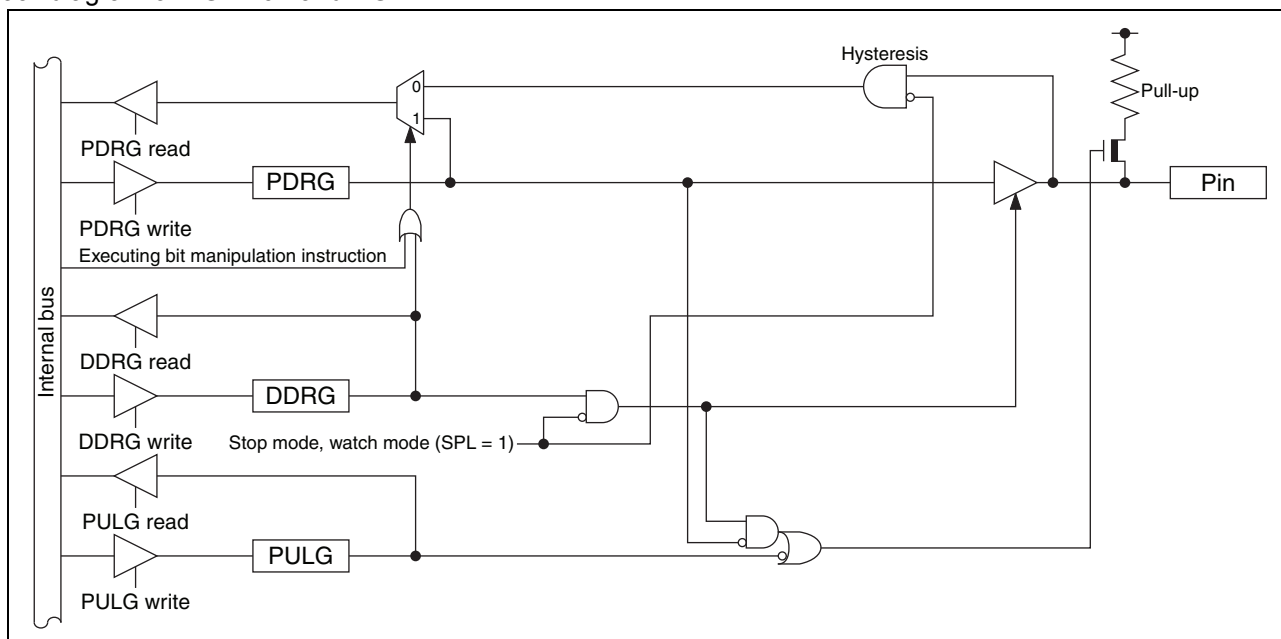 Hysteresis
0
Pull-up
1
PDRG read
PDRG
Pin
PDRG write
Executing bit manipulation instruction
Internal bus
DDRG read
DDRG
DDRG write
Stop mode, watch mode (SPL = 1)
PULG read
PULG
PULG write